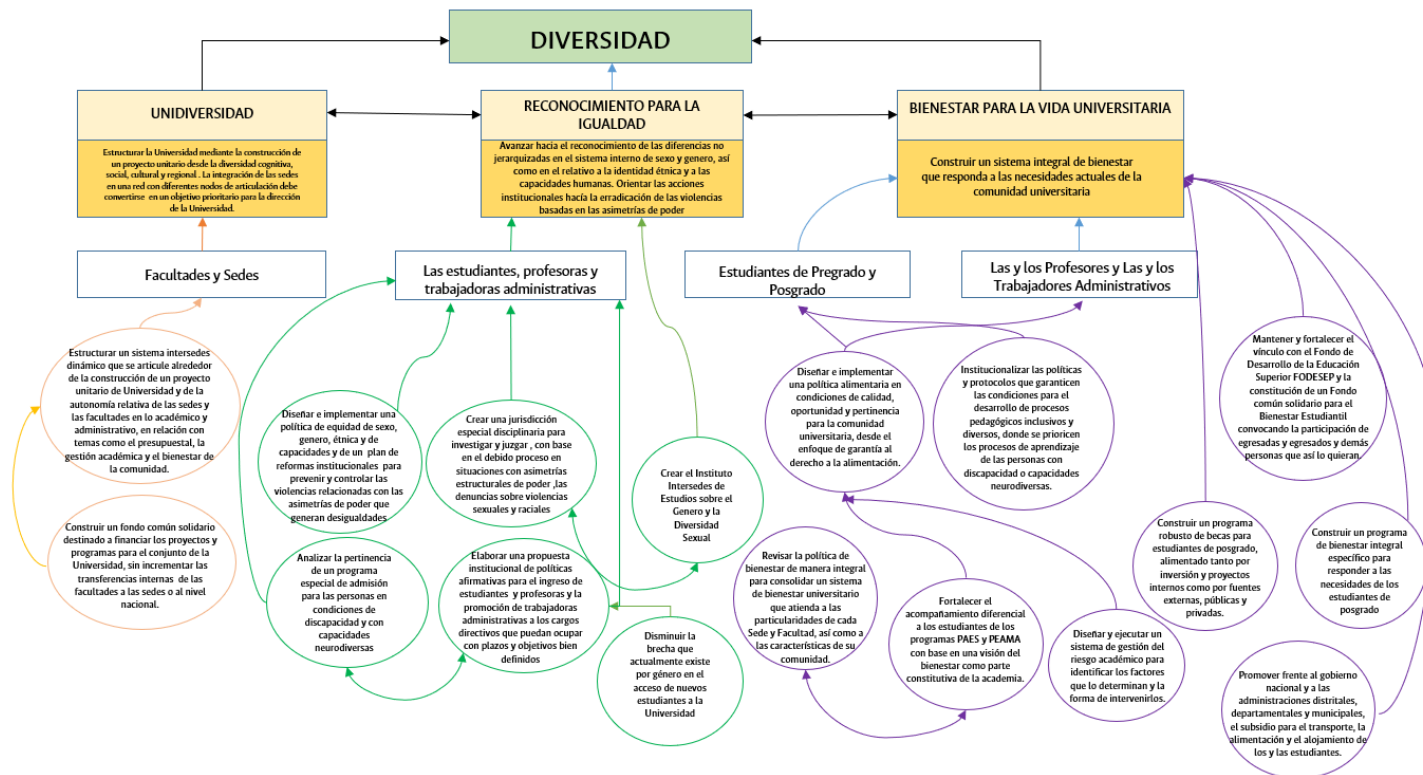 DIVERSIDAD
UNIDIVERSIDAD
Estructurar la Universidad mediante la construcción de
un proyecto unitario desde la diversidad cognitiva,
social, cultural y regional . La integración de las sedes
en una red con diferentes nodos de articulación debe
convertirse en un objetivo prioritario para la dirección
de la Universidad.
RECONOCIMIENTO PARA LA
IGUALDAD
Avanzar hacia el reconocimiento de las diferencias no
jerarquizadas en el sistema interno de sexo y genero, así
como en el relativo a la identidad étnica y a las
capacidades humanas. Orientar las acciones
institucionales hacía la erradicación de las violencias
basadas en las asimetrías de poder
BIENESTAR PARA LA VIDA UNIVERSITARIA
Construir un sistema integral de bienestar
que responda a las necesidades actuales de la
comunidad universitaria
Facultades y Sedes
Las estudiantes, profesoras y
trabajadoras administrativas
Estudiantes de Pregrado y
Posgrado
Las y los Profesores y Las y los
Trabajadores Administrativos
Estructurar un sistema intersedes
dinámico que se articule alrededor
de la construcción de un proyecto
unitario de Universidad y de la
autonomía relativa de las sedes y
las facultades en lo académico y
administrativo, en relación con
temas como el presupuestal, la
gestión académica y el bienestar de
la comunidad.
Construir un fondo común solidario
destinado a financiar los proyectos y
programas para el conjunto de la
Universidad, sin incrementar las
transferencias internas de las
facultades a las sedes o al nivel
nacional.
Diseñar e implementar una
política de equidad de sexo,
genero, étnica y de
capacidades y de un plan de
reformas institucionales para
prevenir y controlar las
violencias relacionadas con las
asimetrías de poder que
generan desigualdades
Crear una jurisdicción
especial disciplinaria para
investigar y juzgar , con base
en el debido proceso en
situaciones con asimetrías
estructurales de poder ,las
denuncias sobre violencias
sexuales y raciales
Analizar la pertinencia
de un programa
especial de admisión
para las personas en
condiciones de
discapacidad y con
capacidades
neurodiversas
Elaborar una propuesta
institucional de políticas
afirmativas para el ingreso de
estudiantes y profesoras y la
promoción de trabajadoras
administrativas a los cargos
directivos que puedan ocupar
con plazos y objetivos bien
definidos
Crear el Instituto
Intersedes de
Estudios sobre el
Genero y la
Diversidad
Sexual
Disminuir la
brecha que
actualmente existe
por género en el
acceso de nuevos
estudiantes a la
Universidad
Diseñar e implementar
una política alimentaria en
condiciones de calidad,
oportunidad y pertinencia
para la comunidad
universitaria, desde el
enfoque de garantía al
derecho a la alimentación.
Institucionalizar las políticas
y protocolos que garanticen
las condiciones para el
desarrollo de procesos
pedagógicos inclusivos y
diversos, donde se prioricen
los procesos de aprendizaje
de las personas con
discapacidad o capacidades
neurodiversas.
Revisar la política de
bienestar de manera integral
para consolidar un sistema
de bienestar universitario
que atienda a las
particularidades de cada
Sede y Facultad, así como a
las características de su
comunidad.
Fortalecer el
acompañamiento diferencial
a los estudiantes de los
programas PAES y PEAMA
con base en una visión del
bienestar como parte
constitutiva de la academia.
Diseñar y ejecutar un
sistema de gestión del
riesgo académico para
identificar los factores
que lo determinan y la
forma de intervenirlos.
Mantener y fortalecer el
vínculo con el Fondo de
Desarrollo de la Educación
Superior FODESEP y la
constitución de un Fondo
común solidario para el
Bienestar Estudiantil
convocando la participación de
egresadas y egresados y demás
personas que así lo quieran.
Construir un programa
robusto de becas para
estudiantes de posgrado,
alimentado tanto por
inversión y proyectos
internos como por fuentes
externas, públicas y
privadas.
Construir un programa
de bienestar integral
específico para
responder a las
necesidades de los
estudiantes de
posgrado
Promover frente al gobierno
nacional y a las
administraciones distritales,
departamentales y municipales,
el subsidio para el transporte, la
alimentación y el alojamiento de
los y las estudiantes.